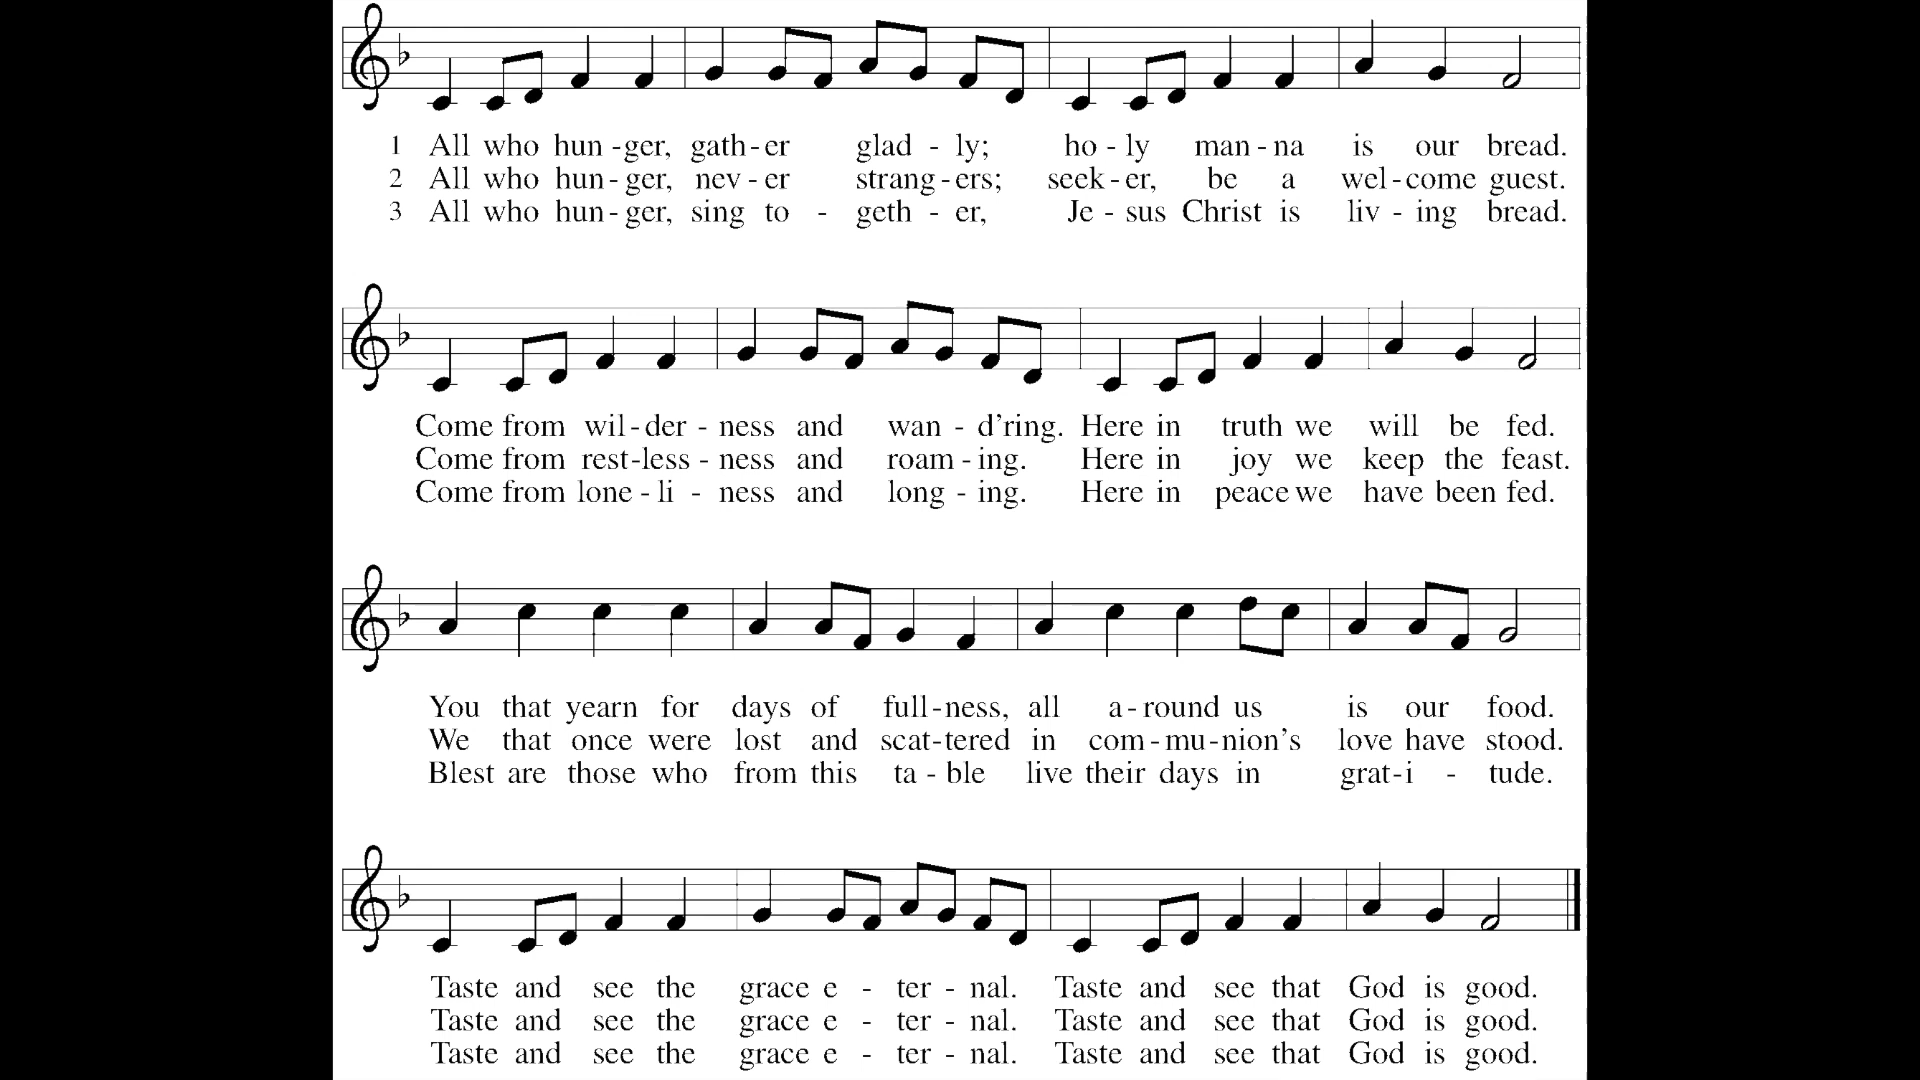 1 All who hun - ger, gath - er glad - ly; ho - ly man - na is our bread.
2 All who hun - ger, nev - er strang - ers; seek - er, be a wel - come guest.
3 All who hun - ger, sing to - geth - er, Je - sus Christ is liv - ing bread.
Come from wil - der - ness and wan - d'ring. Here in truth we will be fed.
Come from rest - less - ness and roam - ing. Here in joy we keep the feast.
Come from lone - li - ness and long - ing. Here in peace we have been fed.
You that yearn for days of full - ness, all a - round us is our food.
We that once were lost and scat - tered in com - mu - nion's love have stood.
Blest are those who from this ta - ble live their days in grat - i - tude.
Taste and see the grace e - ter - nal. Taste and see that God is good.
Taste and see the grace e - ter - nal. Taste and see that God is good.
Taste and see the grace e - ter - nal. Taste and see that God is good.